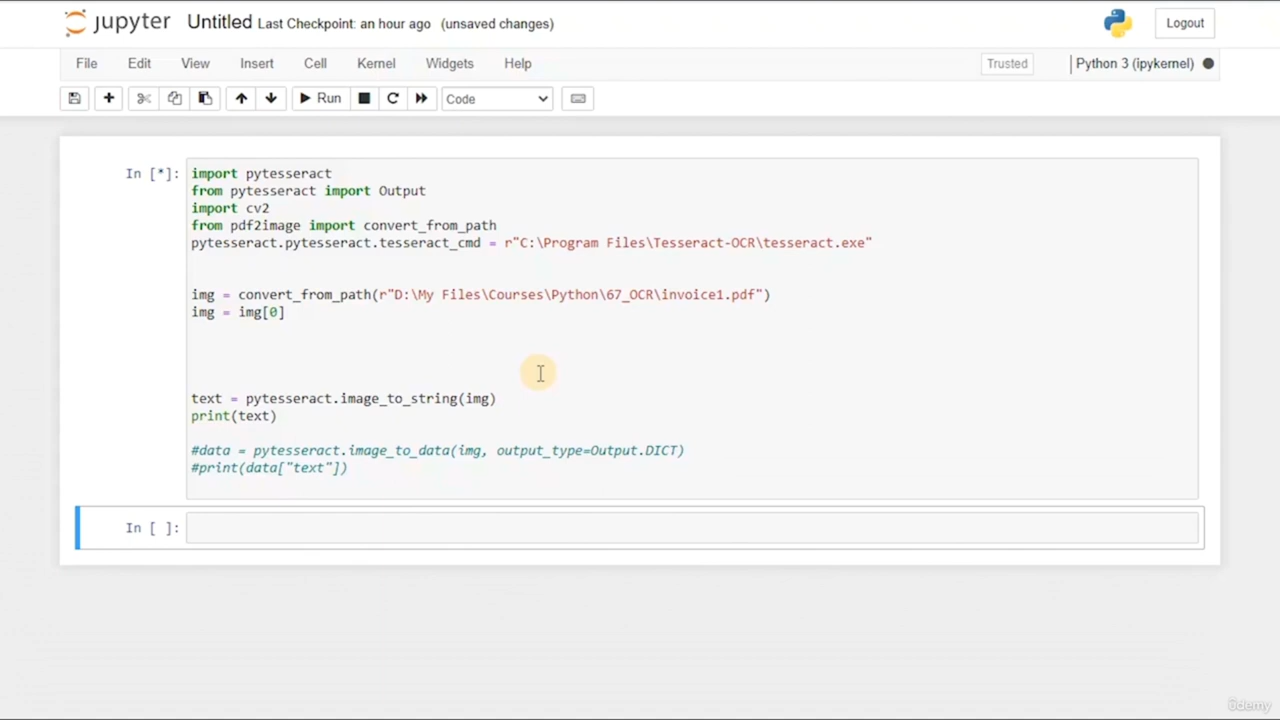 jupyter Untitled Last Checkpoint: an hour ago (unsaved changes) Logout
File Edit View Insert Cell Kernel Widgets Help Trusted Python 3 (ipykernel)
Run Code
In [*]:
import pytesseract
from pytesseract import Output
import cv2
from pdf2image import convert_from_path
pytesseract.pytesseract.tesseract_cmd = r"C:\Program Files\Tesseract-OCR\tesseract.exe"
img = convert_from_path(r"D:\My Files\Courses\Python\67_OCR\invoice1.pdf")
img = img[0]
text = pytesseract.image_to_string(img)
print(text)
#data = pytesseract.image_to_data(img, output_type=Output.DICT)
#print(data["text"])
In [ ]:
ûdemy